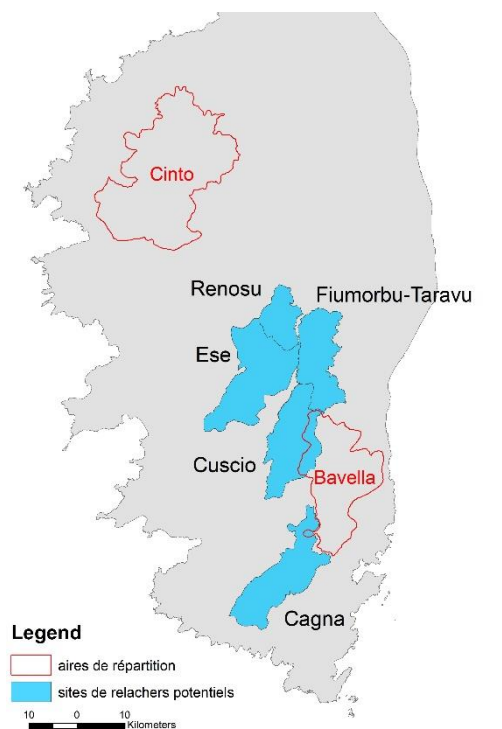 Cinto
Renosu
Fiumorbu-Taravu
Ese
Cuscio
Bavella
Cagna
Legend
aires de répartition
sites de relachers potentiels
10 0 10
Kilometers